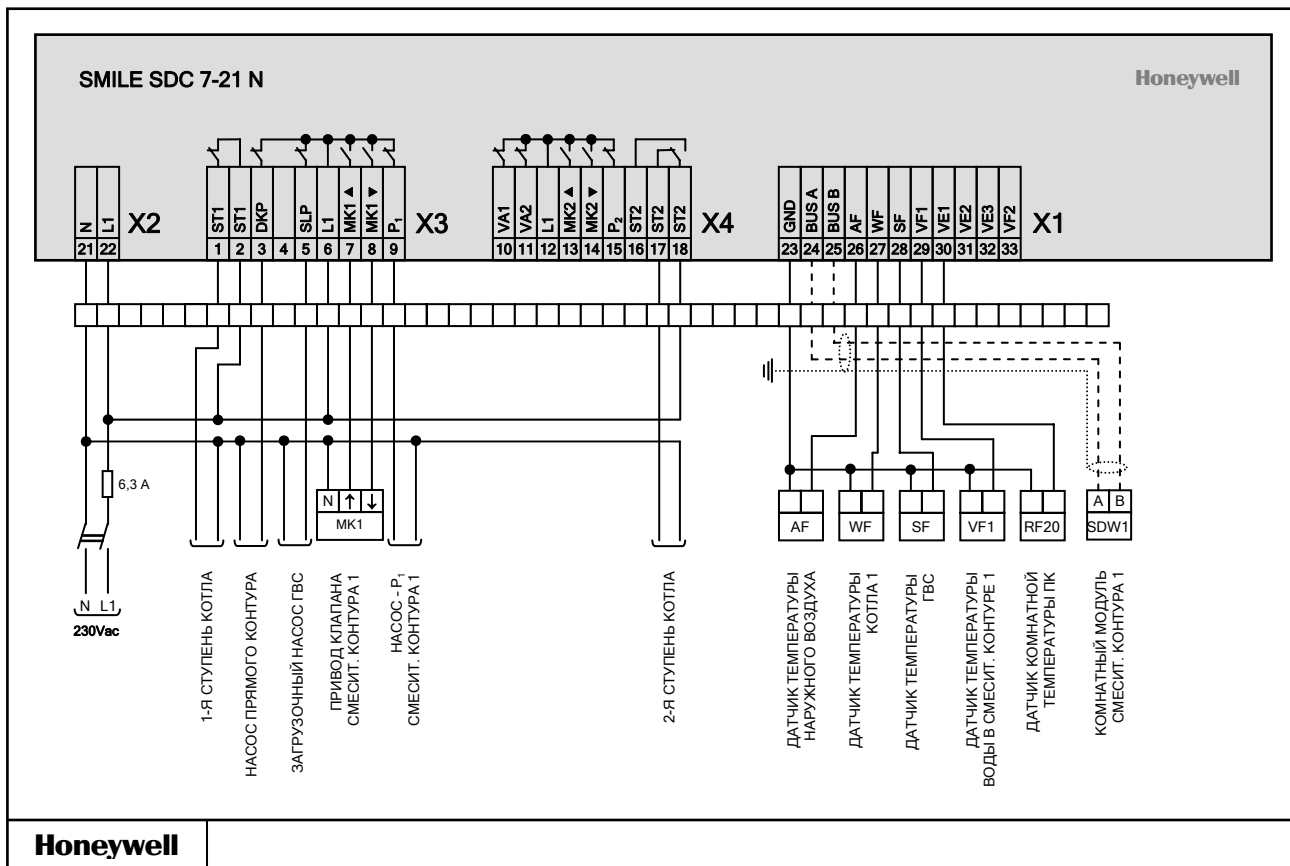 SMILE SDC 7-21 N
Honeywell
N
L1
X2
21 22
ST1
ST1
DKP
SLP
L1
MK1 ◄
MK1 ►
P₁
X3
1 2 3 4 5 6 7 8 9
VA1
VA2
L1
MK2 ◄
MK2 ►
P₂
ST2
ST2
ST2
X4
10 11 12 13 14 15 16 17 18
GND
BUS A
BUS B
AF
WF
SF
VF1
VE1
VE2
VE3
VF2
X1
23 24 25 26 27 28 29 30 31 32 33
6,3 A
N ↑ ↓
MK1
AF
WF
SF
VF1
RF20
A B
SDW1
N L1
230Vac
1-Я СТУПЕНЬ КОТЛА
НАСОС ПРЯМОГО КОНТУРА
ЗАГРУЗОЧНЫЙ НАСОС ГВС
ПРИВОД КЛАПАНА
СМЕСИТ. КОНТУРА 1
НАСОС - P₁
СМЕСИТ. КОНТУРА 1
2-Я СТУПЕНЬ КОТЛА
ДАТЧИК ТЕМПЕРАТУРЫ
НАРУЖНОГО ВОЗДУХА
ДАТЧИК ТЕМПЕРАТУРЫ
КОТЛА 1
ДАТЧИК ТЕМПЕРАТУРЫ
ГВС
ДАТЧИК ТЕМПЕРАТУРЫ
ВОДЫ В СМЕСИТ. КОНТУРЕ 1
ДАТЧИК КОМНАТНОЙ
ТЕМПЕРАТУРЫ ПК
КОМНАТНЫЙ МОДУЛЬ
СМЕСИТ. КОНТУРА 1
Honeywell